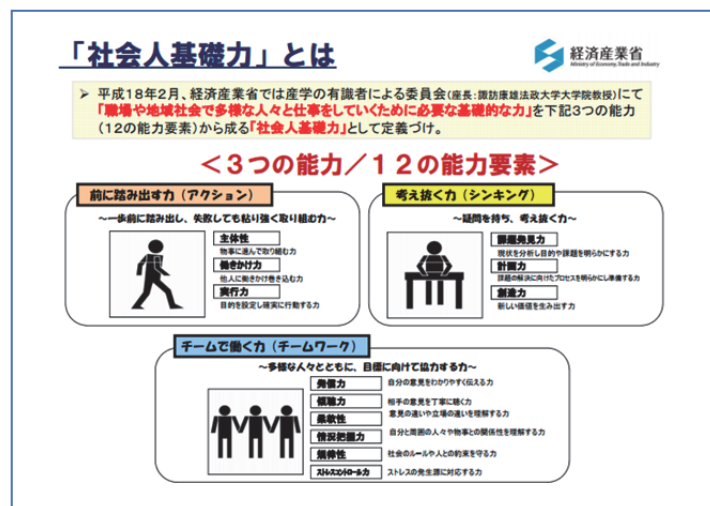 「社会人基礎力」とは
経済産業省
Ministry of Economy, Trade and Industry
➢ 平成18年2月、経済産業省では産学の有識者による委員会(座長:諏訪康雄法政大学大学院教授)にて
「職場や地域社会で多様な人々と仕事をしていくために必要な基礎的な力」を下記3つの能力
(12の能力要素)から成る「社会人基礎力」として定義づけ。
<3つの能力/12の能力要素>
前に踏み出す力(アクション)
~一歩前に踏み出し、失敗しても粘り強く取り組む力~
主体性
物事に進んで取り組む力
働きかけ力
他人に働きかけ巻き込む力
実行力
目的を設定し確実に行動する力
考え抜く力(シンキング)
~疑問を持ち、考え抜く力~
課題発見力
現状を分析し目的や課題を明らかにする力
計画力
課題の解決に向けたプロセスを明らかにし準備する力
創造力
新しい価値を生み出す力
チームで働く力(チームワーク)
~多様な人々とともに、目標に向けて協力する力~
発信力 自分の意見をわかりやすく伝える力
傾聴力 相手の意見を丁寧に聴く力
柔軟性 意見の違いや立場の違いを理解する力
情況把握力 自分と周囲の人々や物事との関係性を理解する力
規律性 社会のルールや人との約束を守る力
ストレスコントロール力 ストレスの発生源に対応する力